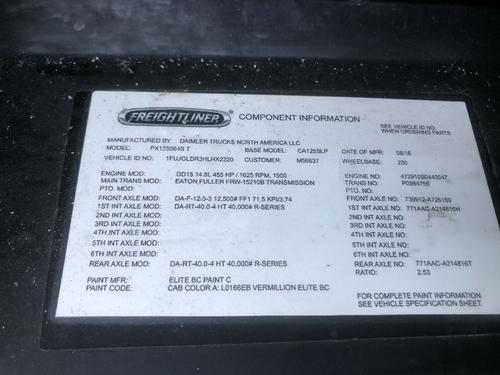 FREIGHTLINER
COMPONENT INFORMATION
SEE VEHICLE ID NO.
WHEN ORDERING PARTS
MANUFACTURED BY: DAIMLER TRUCKS NORTH AMERICA LLC
MODEL: PX125064S T BASE MODEL: CA125SLP DATE OF MFR: 08/16
VEHICLE ID NO: 1FUJGLDR3HLHX2220 CUSTOMER: M56637 WHEELBASE: 230
ENGINE MOD: DD15 14.8L 455 HP / 1625 RPM, 1900 ENGINE NO: 472910S0440047
MAIN TRANS MOD: EATON FULLER FRW-15210B TRANSMISSION TRANS NO: P0984755
PTO. MOD: PTO. NO:
FRONT AXLE MOD: DA-F-12.5-3 12,500# FF1 71.5 KPI/3.74 FRONT AXLE NO: T39912-A726169
1ST INT AXLE MOD: DA-RT-40.0-4 HT 40,000# R-SERIES 1ST INT AXLE NO: 771AAC-A214816H
2ND INT AXLE MOD: 2ND INT AXLE NO:
3RD INT AXLE MOD: 3RD INT AXLE NO:
4TH INT AXLE MOD: 4TH INT AXLE NO:
5TH INT AXLE MOD: 5TH INT AXLE NO:
6TH INT AXLE MOD: 6TH INT AXLE NO:
REAR AXLE MOD: DA-RT-40.0-4 HT 40,000# R-SERIES REAR AXLE NO: 771AAC-A214816T
RATIO: 2.53
PAINT MFR: ELITE BC PAINT C
PAINT CODE: CAB COLOR A: L0166EB VERMILLION ELITE BC
FOR COMPLETE PAINT INFORMATION
SEE VEHICLE SPECIFICATION SHEET.